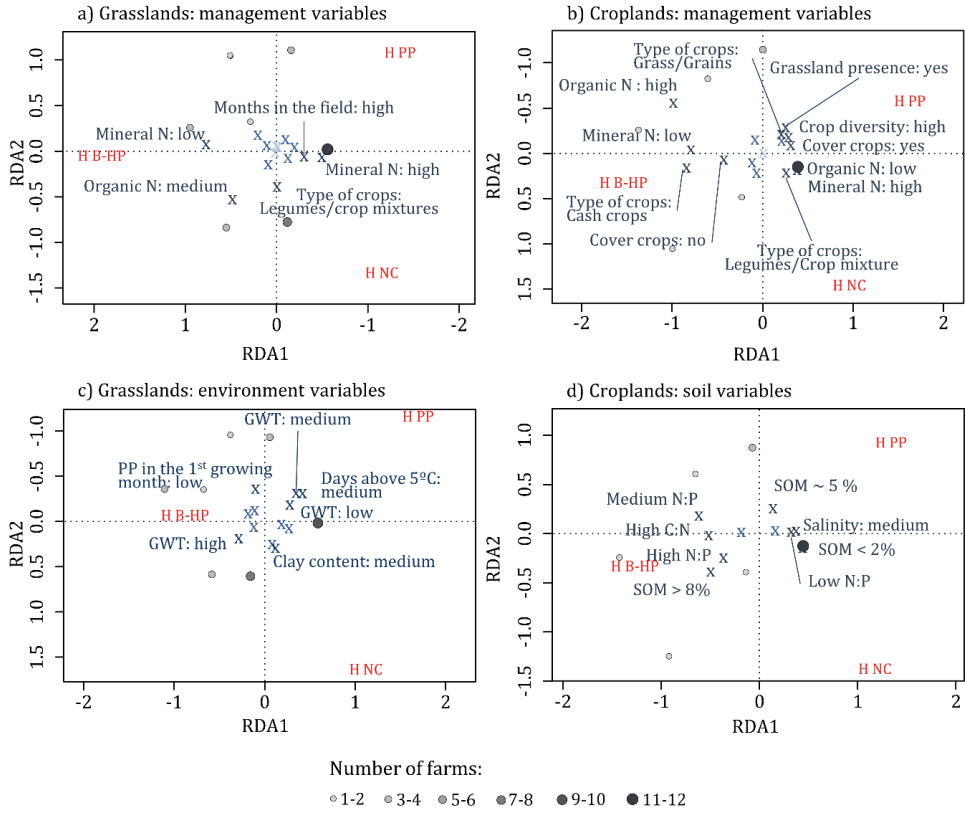 a) Grasslands: management variables
H PP
Months in the field: high
Mineral N: low
H B-HP
Mineral N: high
Organic N: medium
Type of crops:
Legumes/crop mixtures
H NC
RDA2
1.0
0.5
0.0
-0.5
-1.0
-1.5
2
1
0
-1
-2
RDA1
b) Croplands: management variables
Type of crops:
Grass/Grains
Grassland presence: yes
Organic N : high
H PP
Mineral N: low
Crop diversity: high
Cover crops: yes
H B-HP
Organic N: low
Mineral N: high
Type of crops:
Cash crops
Cover crops: no
Type of crops:
Legumes/Crop mixture
H NC
RDA2
-1.0
-0.5
0.0
0.5
1.0
1.5
-2
-1
0
1
2
RDA1
c) Grasslands: environment variables
GWT: medium
H PP
PP in the 1st growing
month: low
Days above 5ºC:
medium
H B-HP
GWT: low
GWT: high
Clay content: medium
H NC
RDA2
-1.0
-0.5
0.0
0.5
1.0
1.5
-2
-1
0
1
2
RDA1
d) Croplands: soil variables
H PP
SOM ~ 5 %
Medium N:P
High C:N
Salinity: medium
High N:P
SOM < 2%
H B-HP
Low N:P
SOM > 8%
H NC
RDA2
1.0
0.5
0.0
-0.5
-1.0
-1.5
-2
-1
0
1
2
RDA1
Number of farms:
1-2
3-4
5-6
7-8
9-10
11-12